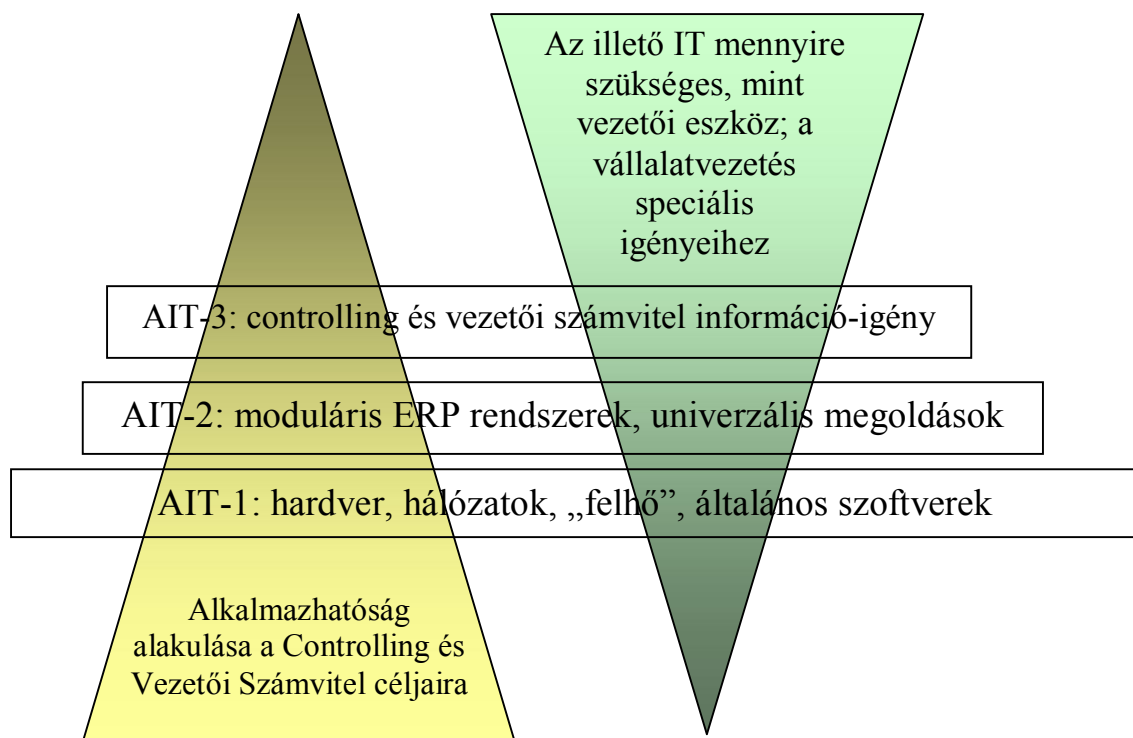 Az illető IT mennyire
szükséges, mint
vezetői eszköz; a
vállalatvezetés
speciális
igényeihez
AIT-3: controlling és vezetői számvitel információ-igény
AIT-2: moduláris ERP rendszerek, univerzális megoldások
AIT-1: hardver, hálózatok, „felhő”, általános szoftverek
Alkalmazhatóság
alakulása a Controlling és
Vezetői Számvitel céljaira